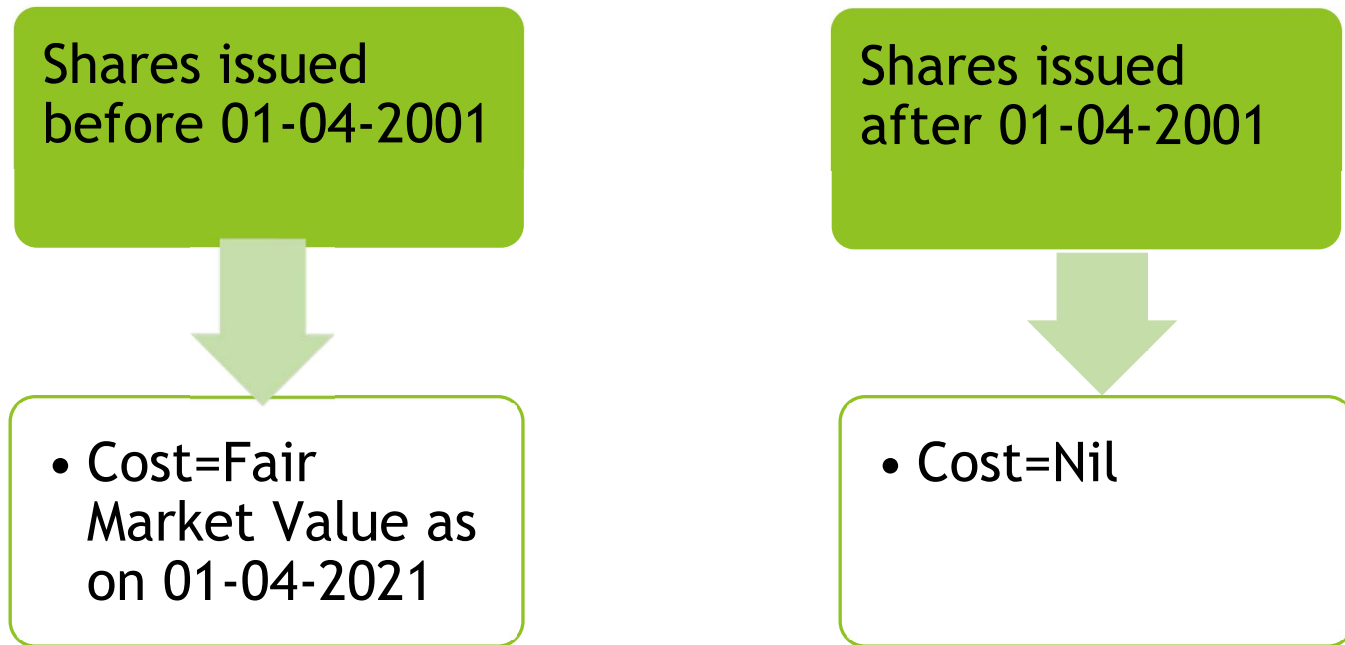 Shares issued
before 01-04-2001
• Cost=Fair
Market Value as
on 01-04-2021
Shares issued
after 01-04-2001
• Cost=Nil